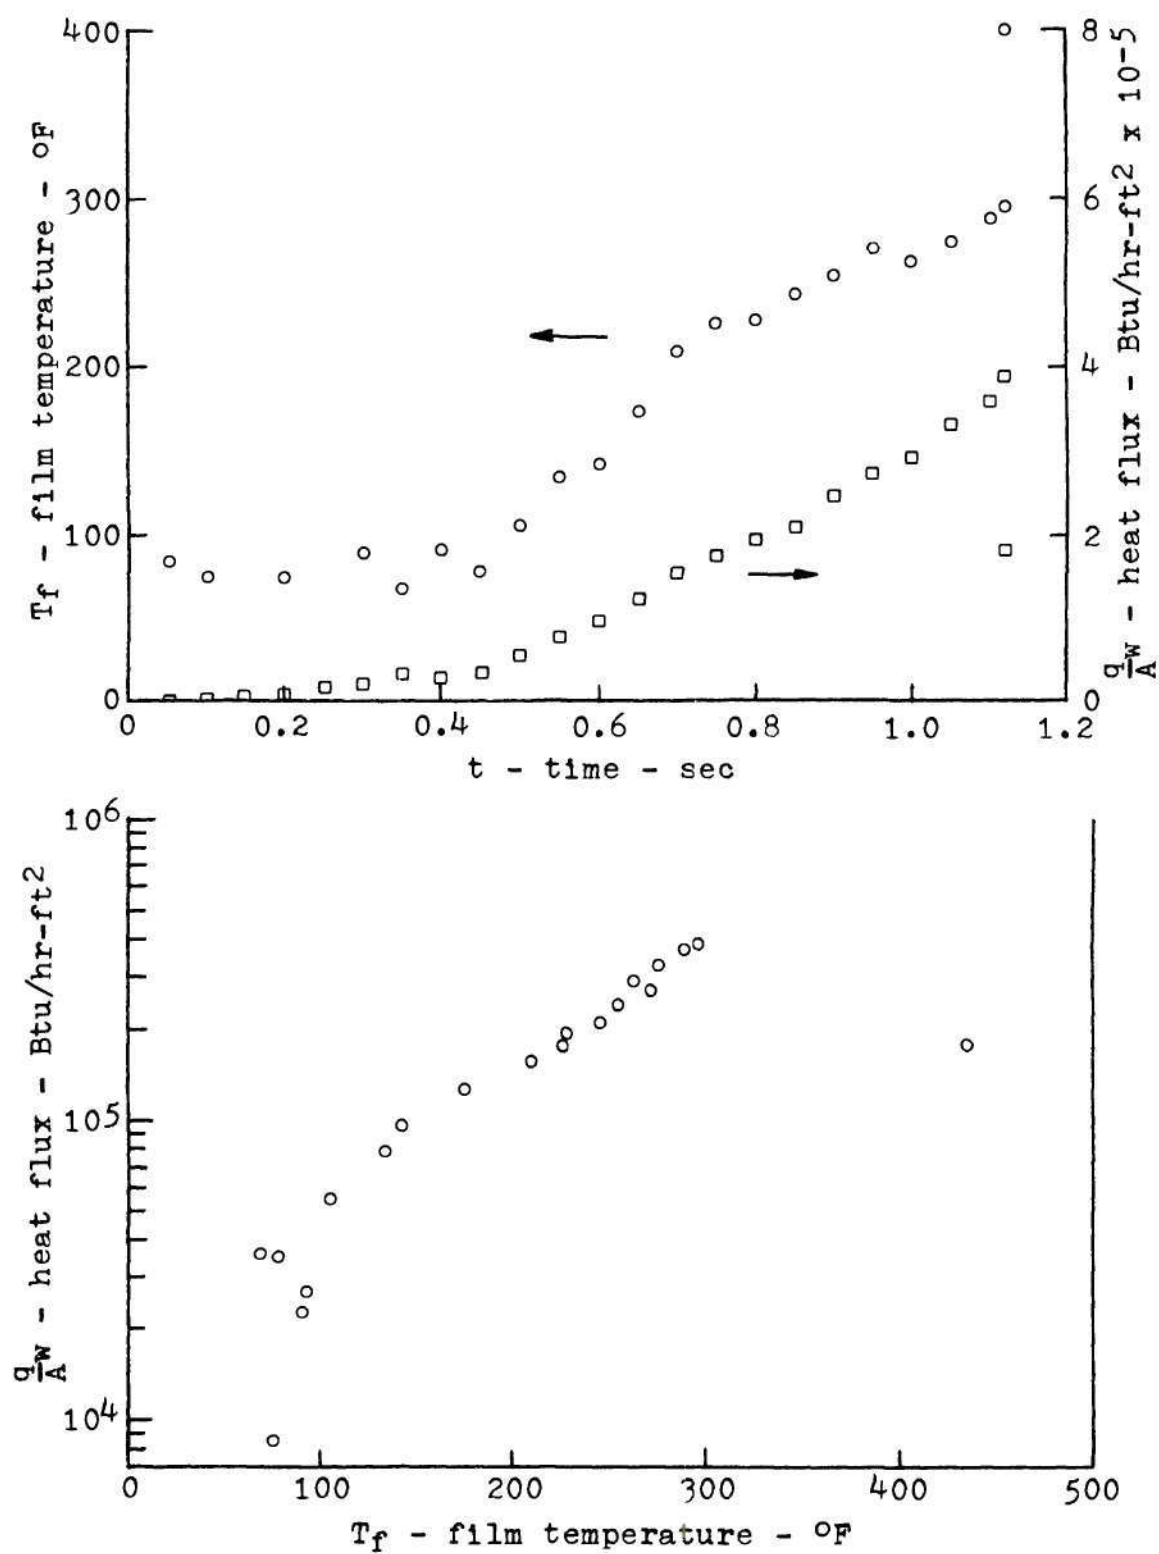 400
300
200
100
0
Tf - film temperature - °F
8
6
4
2
0
q/A w - heat flux - Btu/hr-ft² x 10⁻⁵
0 0.2 0.4 0.6 0.8 1.0 1.2
t - time - sec
10⁶
10⁵
10⁴
q/A w - heat flux - Btu/hr-ft²
0 100 200 300 400 500
Tf - film temperature - °F